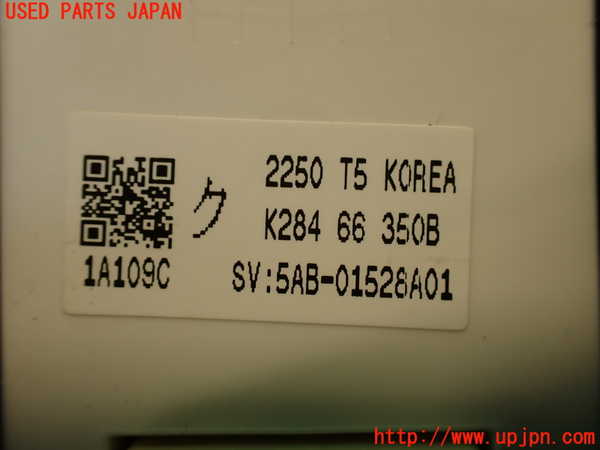 USED PARTS JAPAN
2250 T5 KOREA
ク
K284 66 350B
1A109C
SV:5AB-01528A01
http://www.upjpn.com